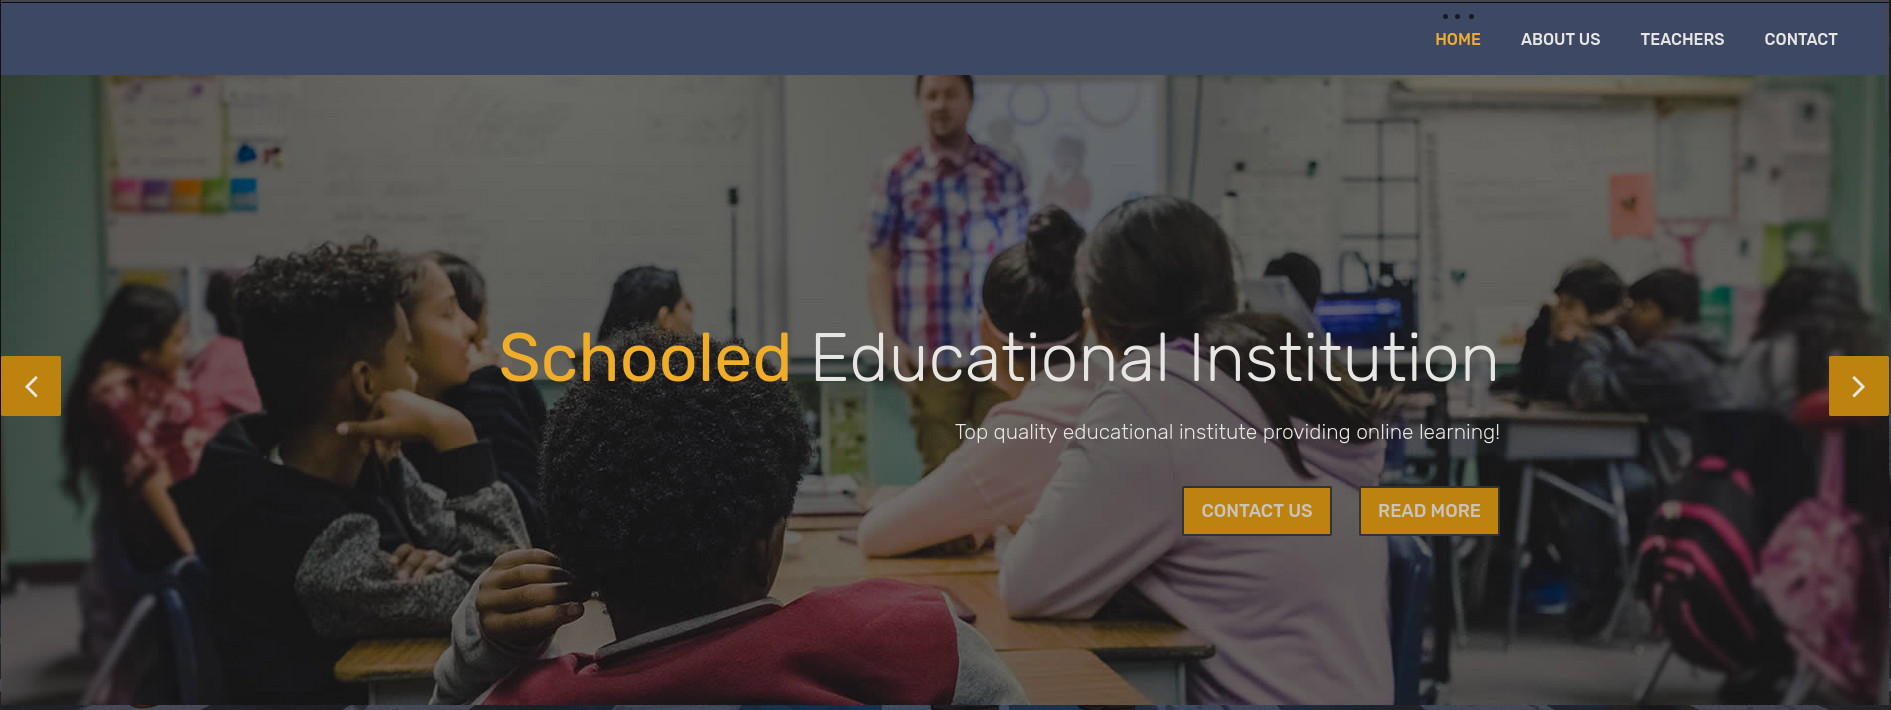 HOME ABOUT US TEACHERS CONTACT
Schooled Educational Institution
Top quality educational institute providing online learning!
CONTACT US READ MORE